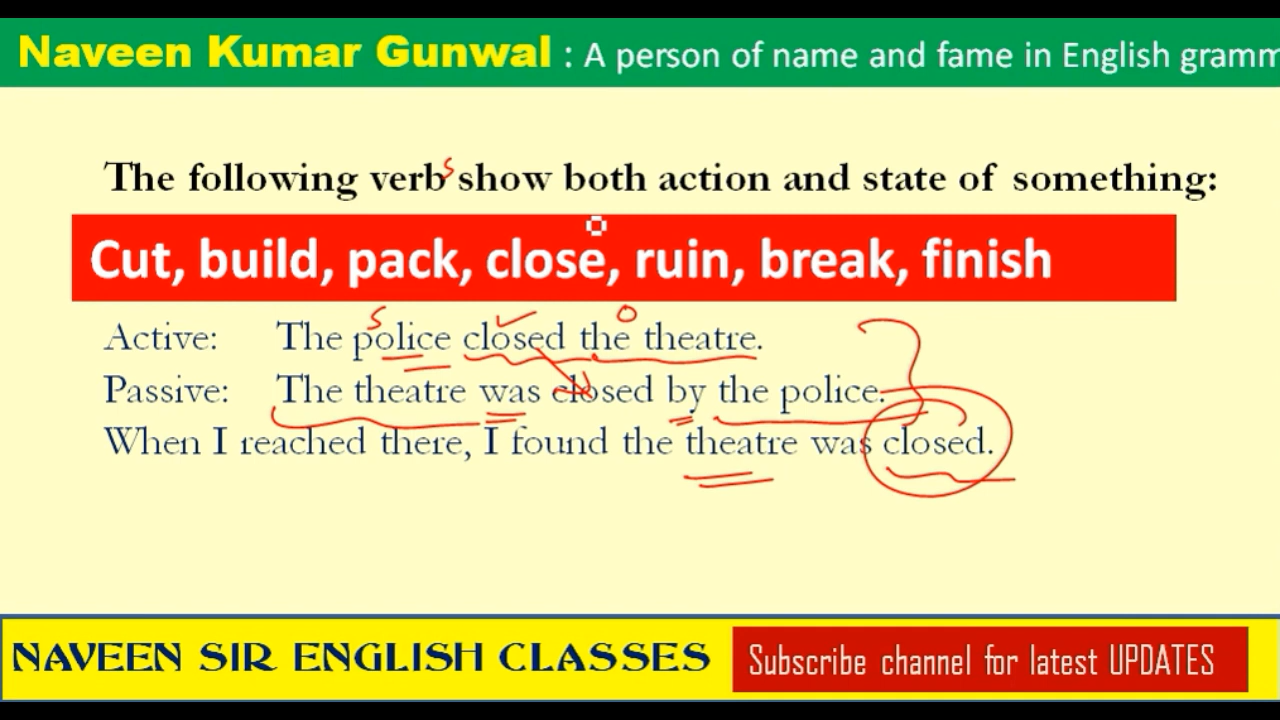 Naveen Kumar Gunwal : A person of name and fame in English gramm
The following verbs show both action and state of something:
Cut, build, pack, close, ruin, break, finish
S O
Active: The police closed the theatre.
Passive: The theatre was closed by the police.
When I reached there, I found the theatre was closed.
NAVEEN SIR ENGLISH CLASSES
Subscribe channel for latest UPDATES